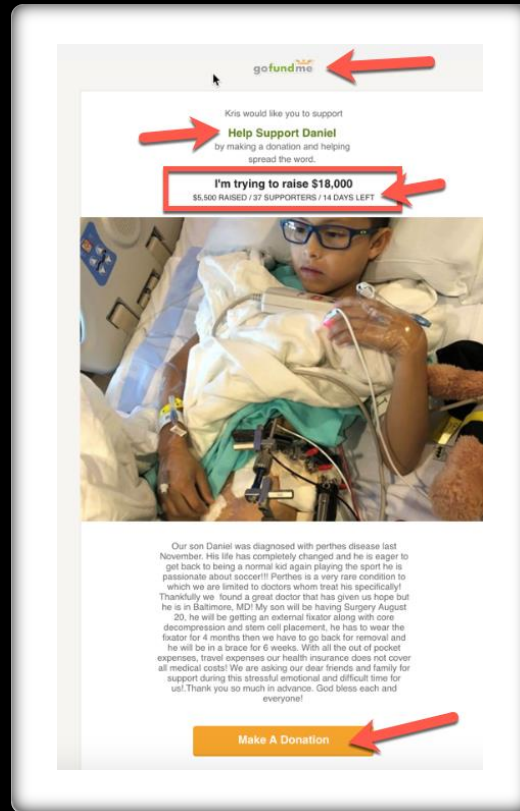 gofundme
Kris would like you to support
Help Support Daniel
by making a donation and helping
spread the word.
I'm trying to raise $18,000
$5,500 RAISED / 37 SUPPORTERS / 14 DAYS LEFT
Our son Daniel was diagnosed with perthes disease last
November. His life has completely changed and he is eager to
get back to being a normal kid again playing the sport he is
passionate about soccer!!! Perthes is a very rare condition to
which we are limited to doctors whom treat his specifically!
Thankfully we found a great doctor that has given us hope but
he is in Baltimore, MD! My son will be having Surgery August
20, he will be getting an external fixator along with core
decompression and stem cell placement, he has to wear the
fixator for 4 months then we have to go back for removal and
he will be in a brace for 6 weeks. With all the out of pocket
expenses, travel expenses our health insurance does not cover
all medical costs! We are asking our dear friends and family for
support during this stressful emotional and difficult time for
us!.Thank you so much in advance. God bless each and
everyone!
Make A Donation